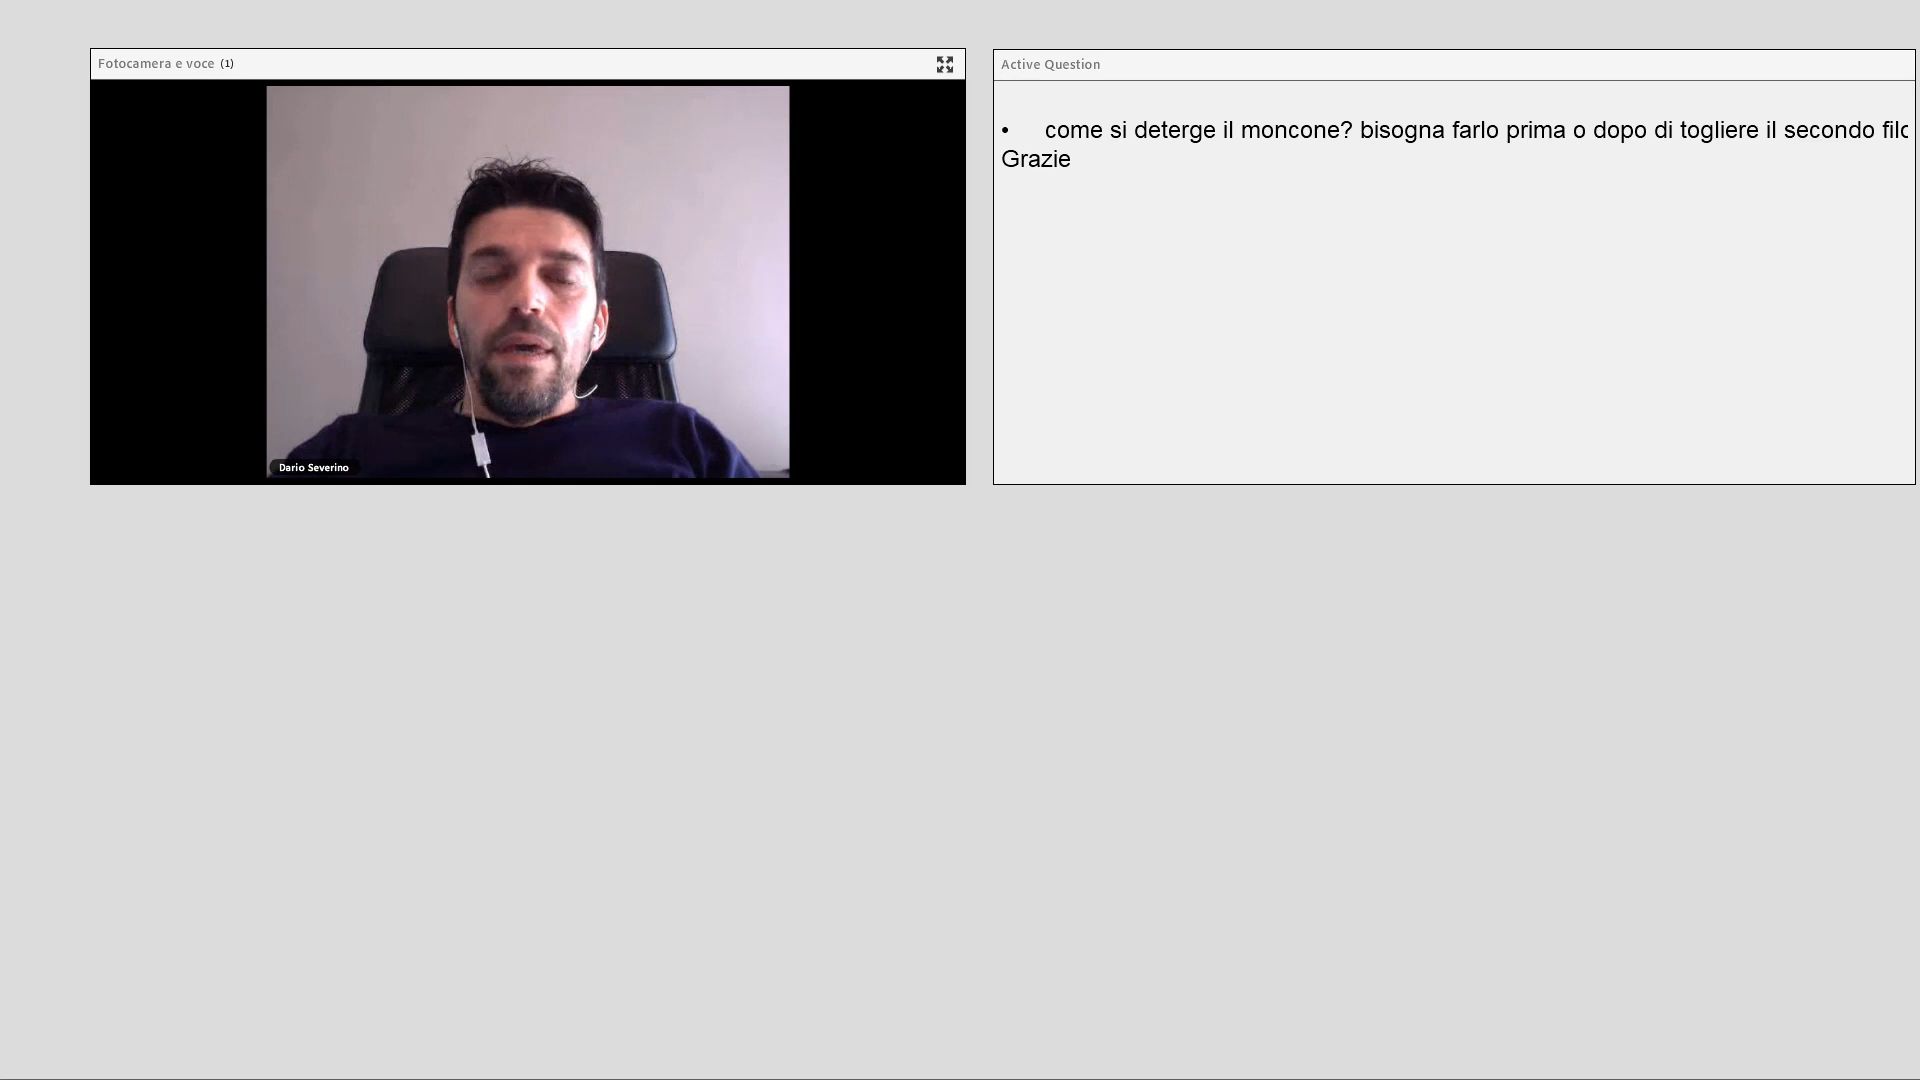 Fotocamera e voce (1)
Active Question
• come si deterge il moncone? bisogna farlo prima o dopo di togliere il secondo
Grazie
Dario Severino